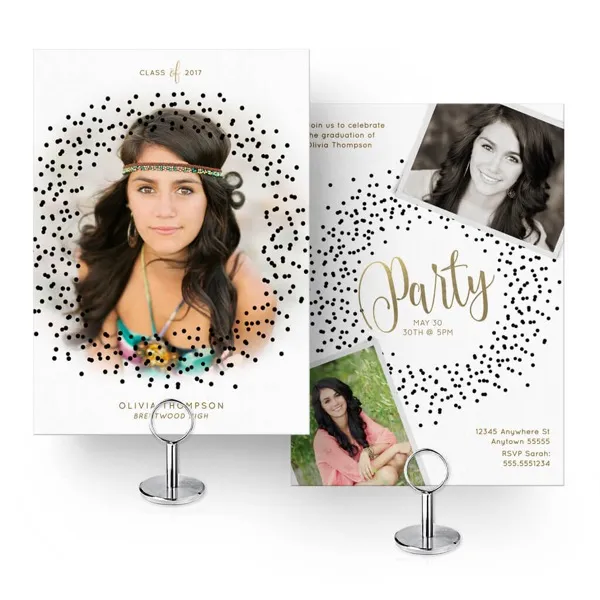 CLASS of 2017
OLIVIA THOMPSON
BRENTWOOD HIGH
Join us to celebrate
the graduation of
Olivia Thompson
Party
MAY 30
30TH @ 5PM
12345 Anywhere St
Anytown 55555
RSVP Sarah:
555.5551234